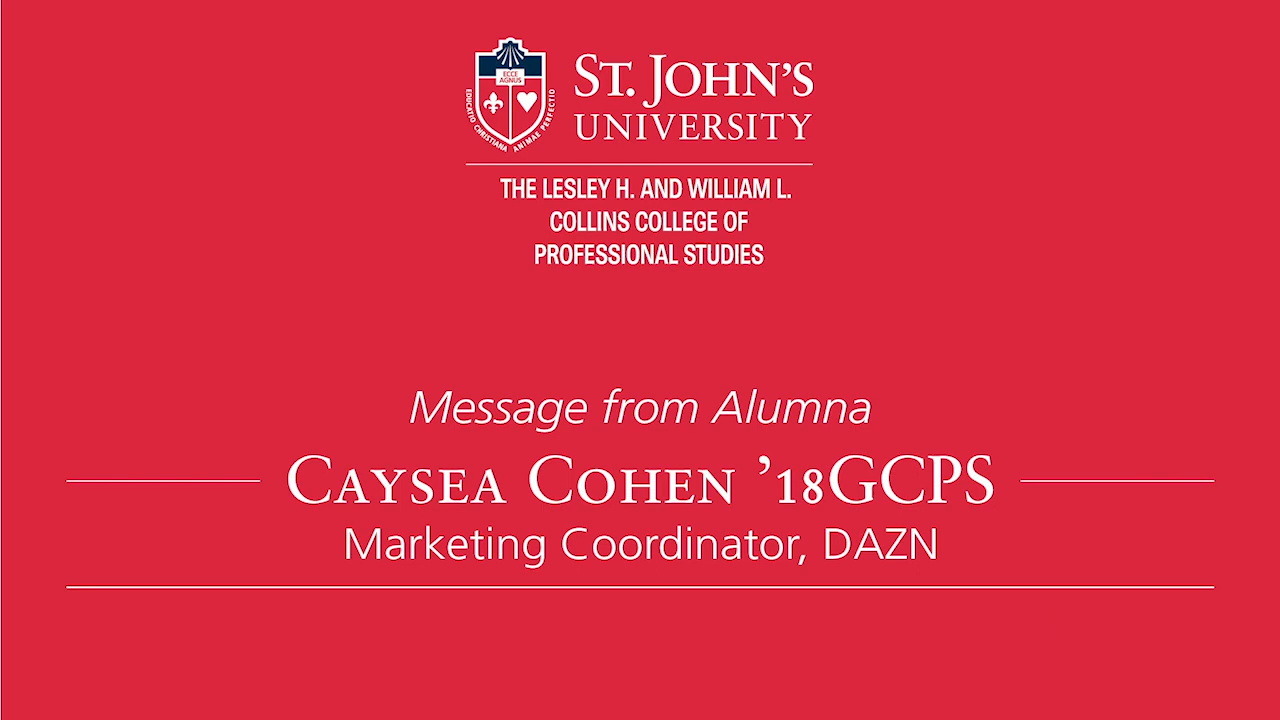 ECCE
AGNUS
EDUCATIO CHRISTIANA ANIMAE PERFECTIO
ST. JOHN’S
UNIVERSITY
THE LESLEY H. AND WILLIAM L.
COLLINS COLLEGE OF
PROFESSIONAL STUDIES
Message from Alumna
CAYSEA COHEN ’18GCPS
Marketing Coordinator, DAZN